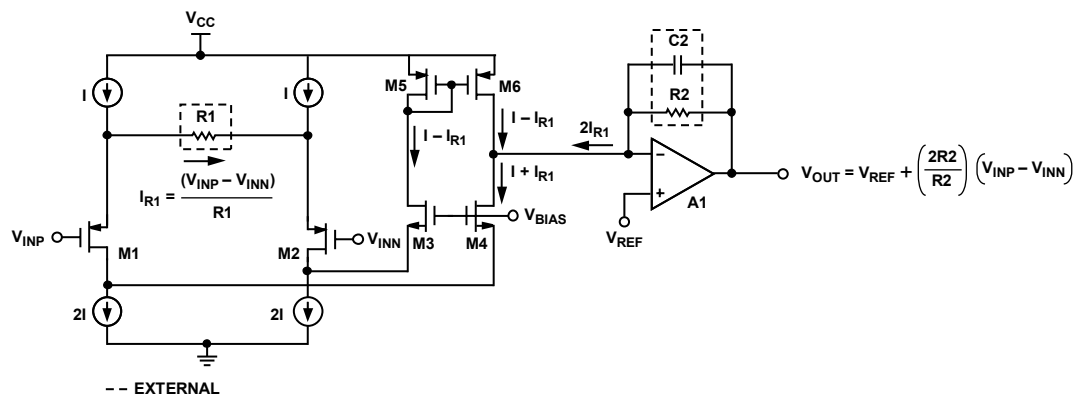 VCC
I
R1
I
IR1 = (VINP – VINN) / R1
VINP
M1
M2
VINN
2I
2I
M5
M6
I – IR1
I – IR1
I + IR1
M3
M4
VBIAS
2IR1
C2
R2
–
+
A1
VREF
VOUT = VREF + (2R2 / R2) (VINP – VINN)
-- EXTERNAL